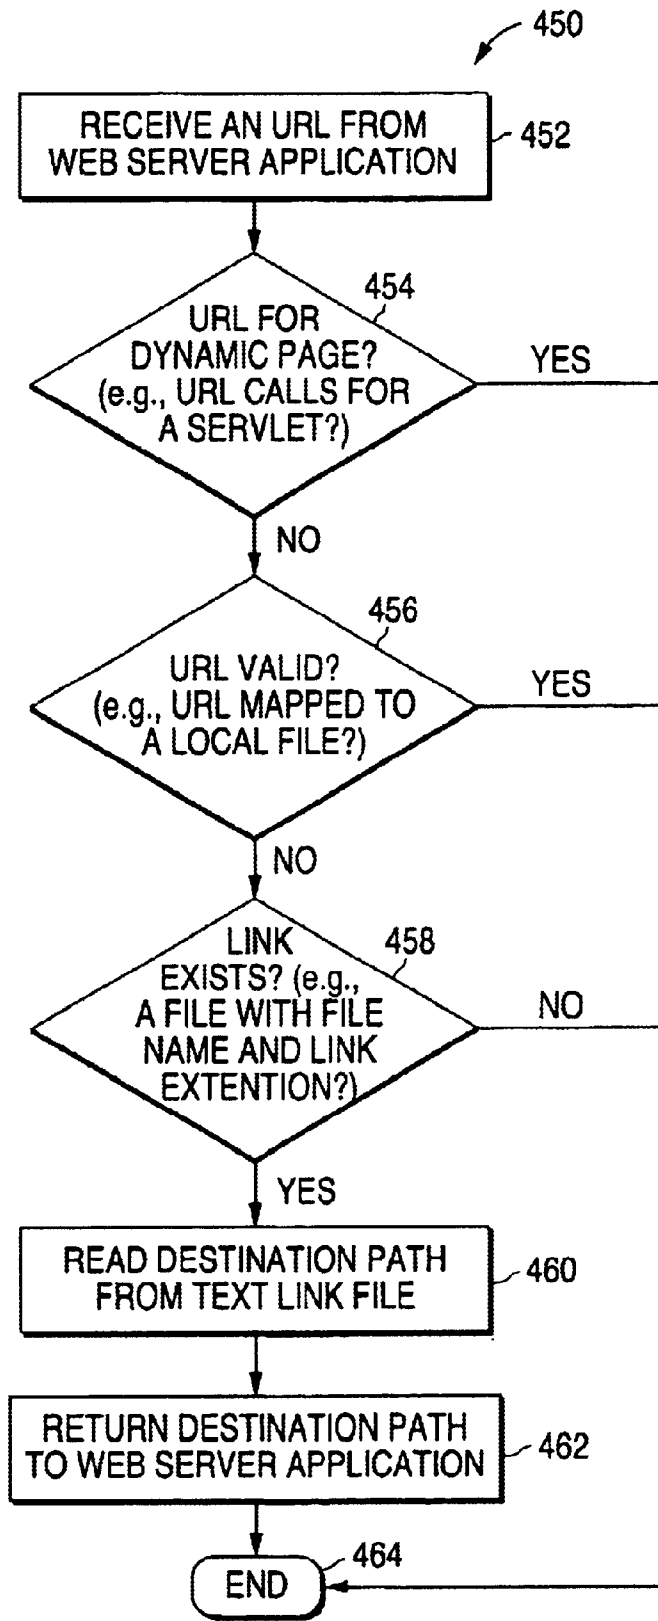 450
RECEIVE AN URL FROM
WEB SERVER APPLICATION
452
454
URL FOR
DYNAMIC PAGE?
(e.g., URL CALLS FOR
A SERVLET?)
YES
NO
456
URL VALID?
(e.g., URL MAPPED TO
A LOCAL FILE?)
YES
NO
458
LINK
EXISTS? (e.g.,
A FILE WITH FILE
NAME AND LINK
EXTENTION?)
NO
YES
READ DESTINATION PATH
FROM TEXT LINK FILE
460
RETURN DESTINATION PATH
TO WEB SERVER APPLICATION
462
464
END